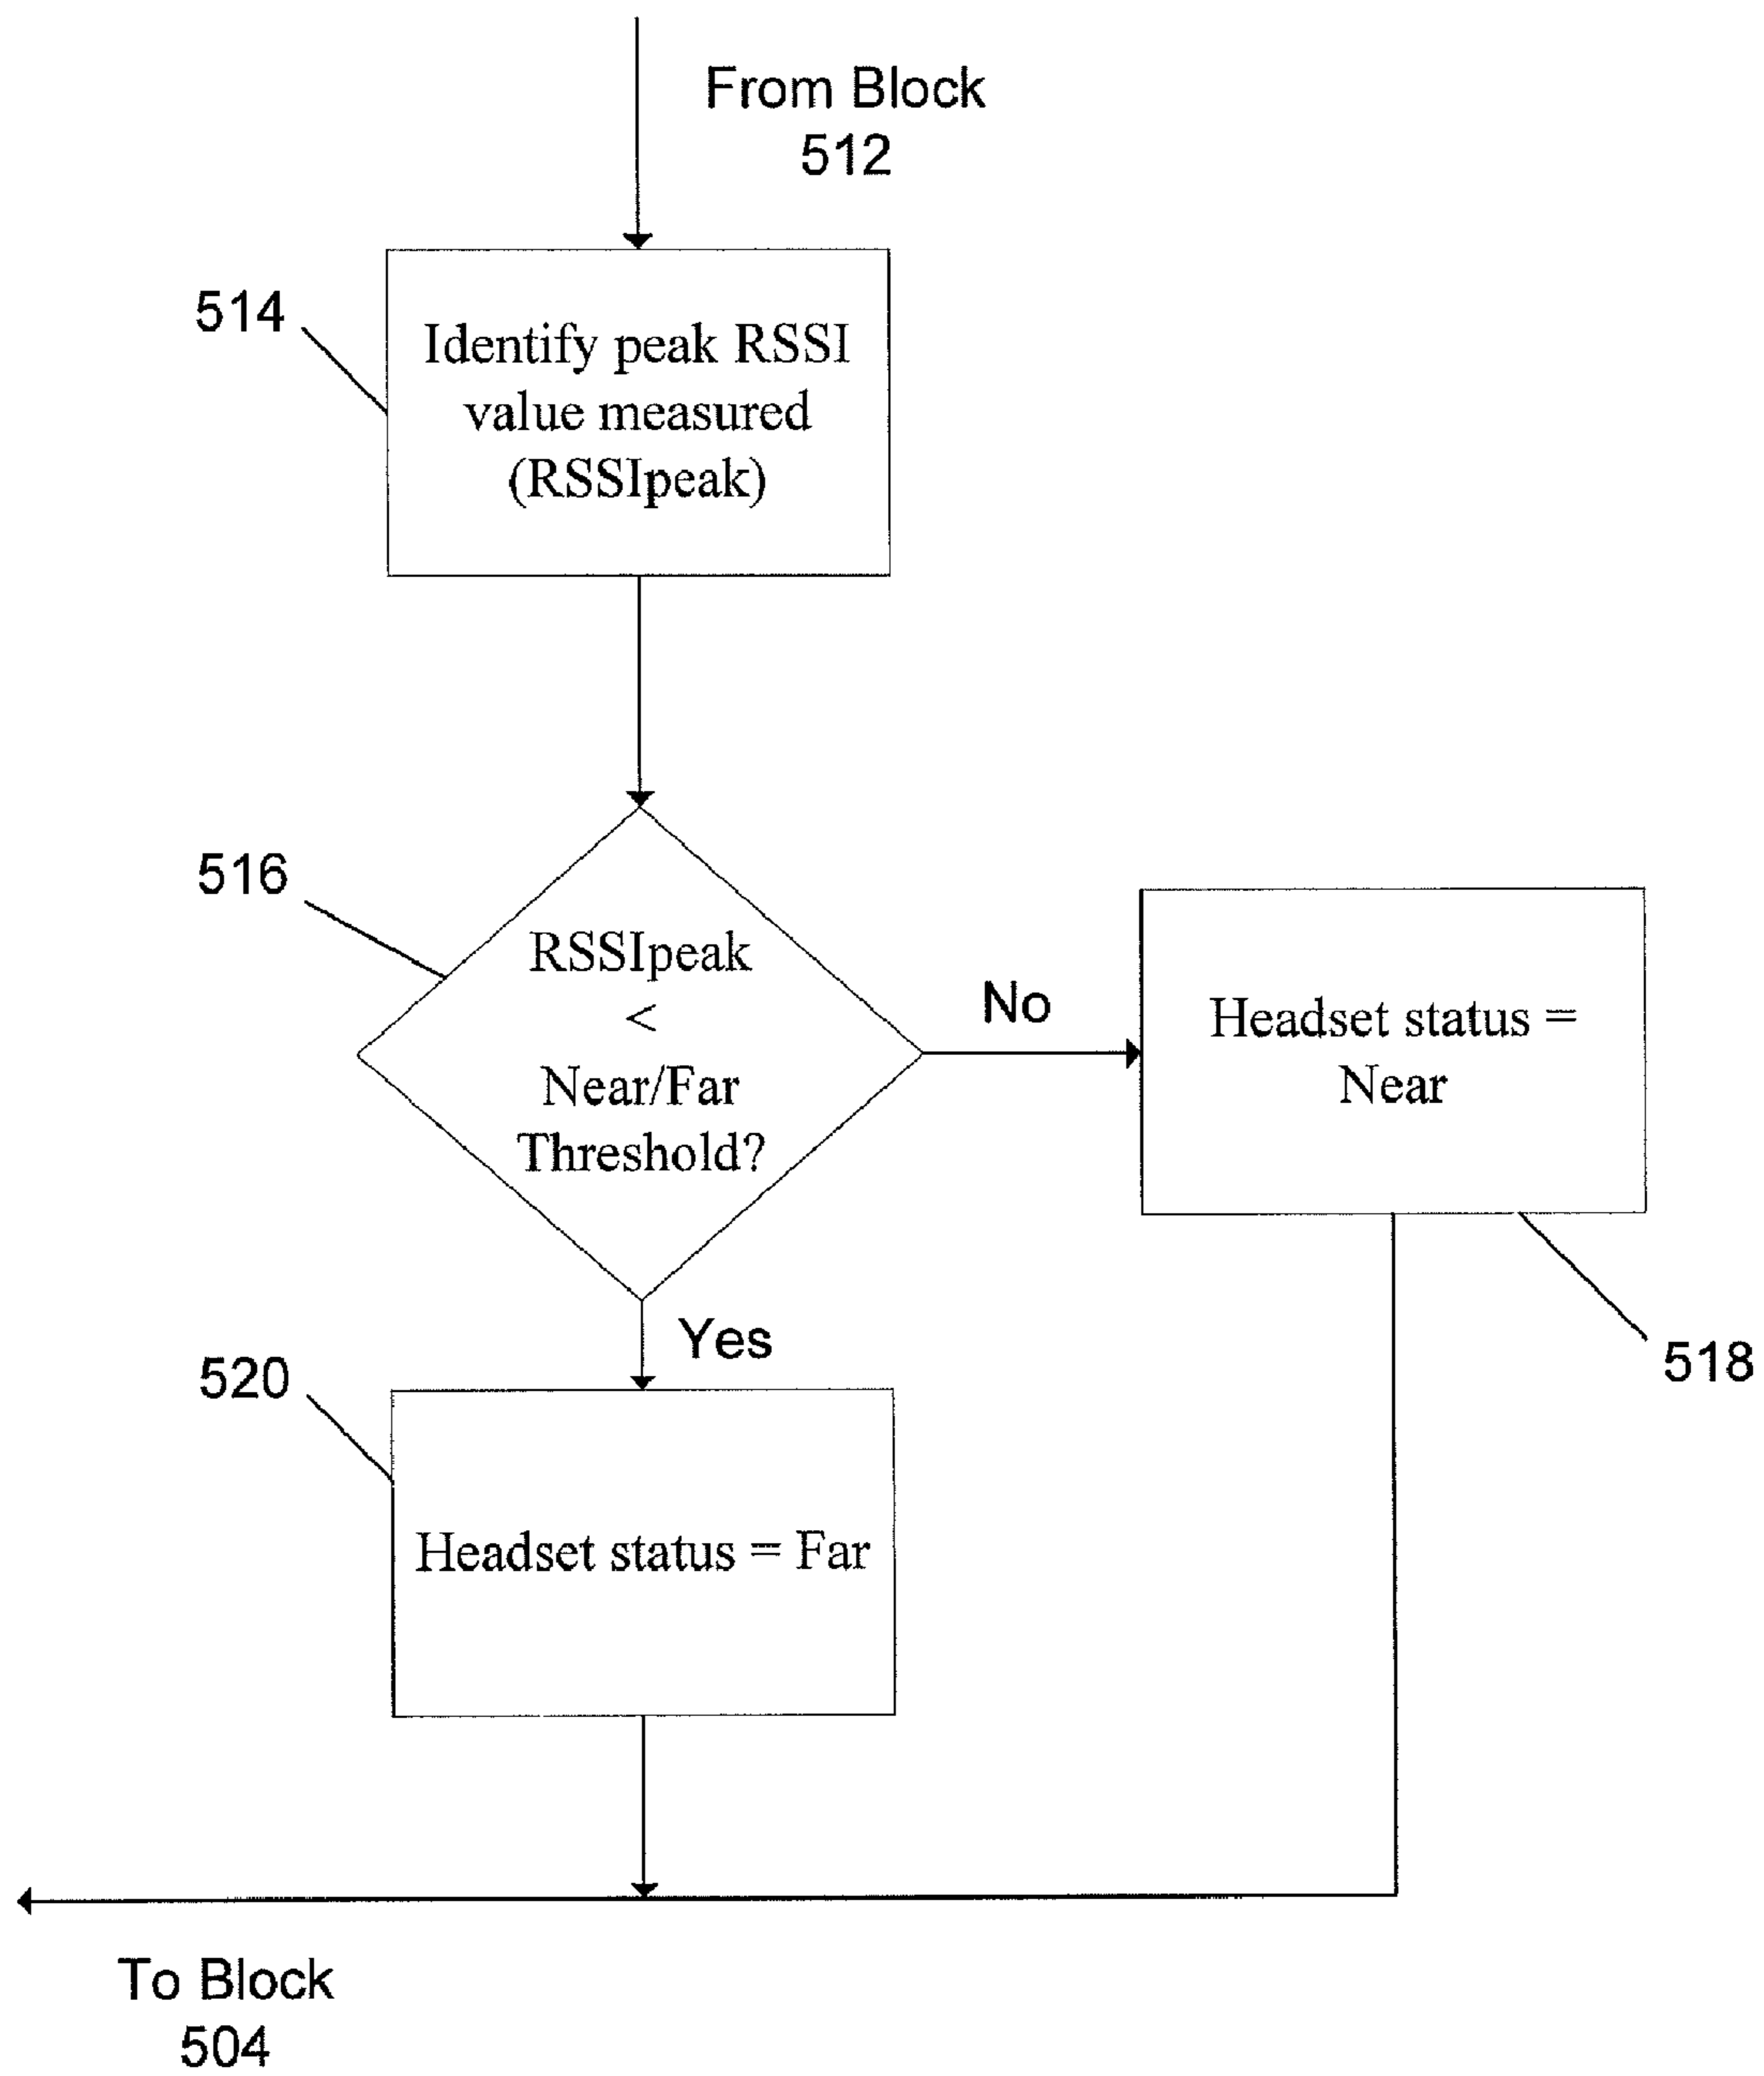 From Block
512
514
Identify peak RSSI
value measured
(RSSIpeak)
516
RSSIpeak
<
Near/Far
Threshold?
No
Headset status =
Near
518
Yes
520
Headset status = Far
To Block
504